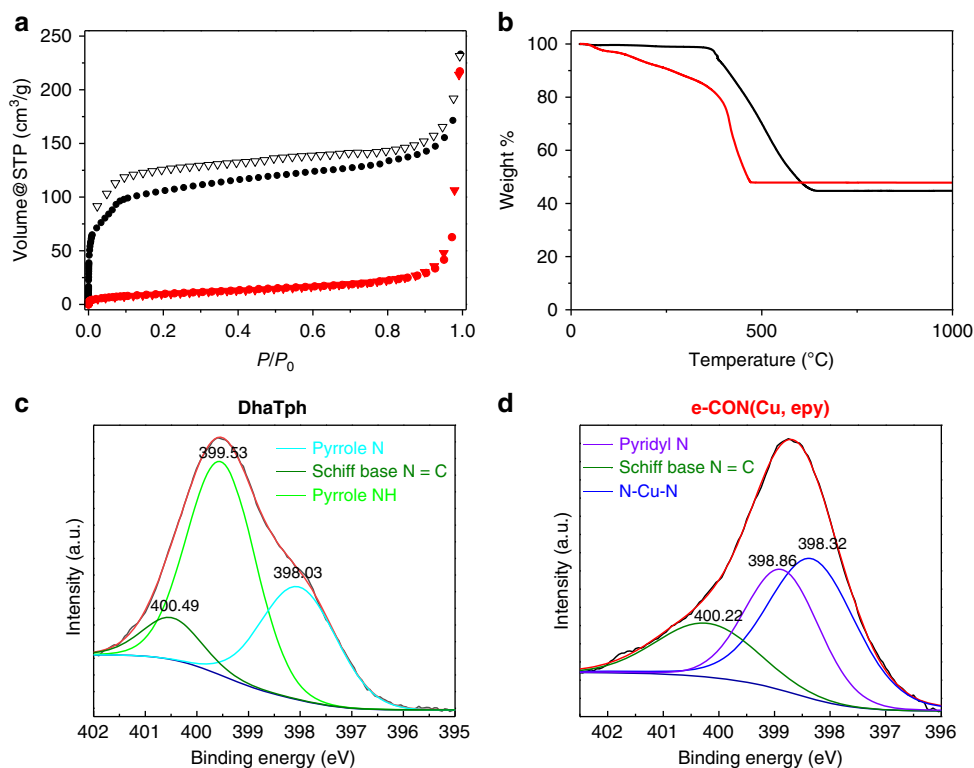 a
Volume@STP (cm³/g)
250
200
150
100
50
0
0.0 0.2 0.4 0.6 0.8 1.0
P/P₀
b
Weight %
100
80
60
40
20
0
0 500 1000
Temperature (°C)
c
DhaTph
Intensity (a.u.)
399.53
398.03
400.49
Pyrrole N
Schiff base N = C
Pyrrole NH
402 401 400 399 398 397 396 395
Binding energy (eV)
d
e-CON(Cu, epy)
Intensity (a.u.)
Pyridyl N
Schiff base N = C
N-Cu-N
398.32
398.86
400.22
402 401 400 399 398 397 396
Binding energy (eV)